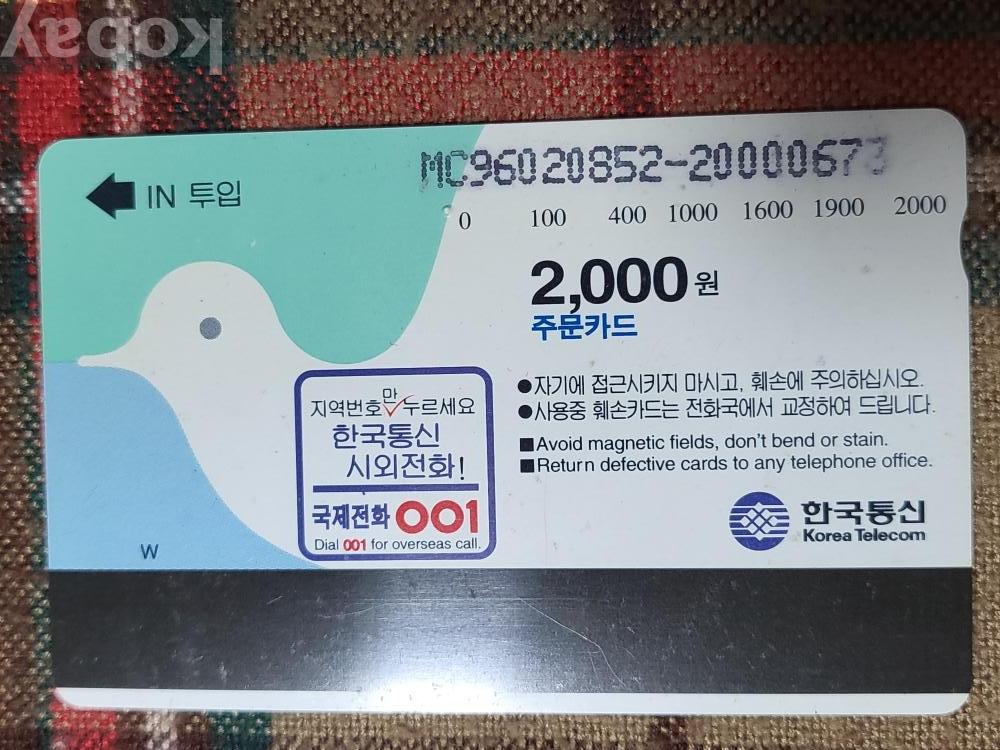 kobay
IN 투입
MC96020852-20000673
0 100 400 1000 1600 1900 2000
2,000원
주문카드
●자기에 접근시키지 마시고, 훼손에 주의하십시오.
●사용중 훼손카드는 전화국에서 교정하여 드립니다.
■Avoid magnetic fields, don't bend or stain.
■Return defective cards to any telephone office.
지역번호만 누르세요
한국통신
시외전화!
국제전화 001
Dial 001 for overseas call.
한국통신
Korea Telecom
W